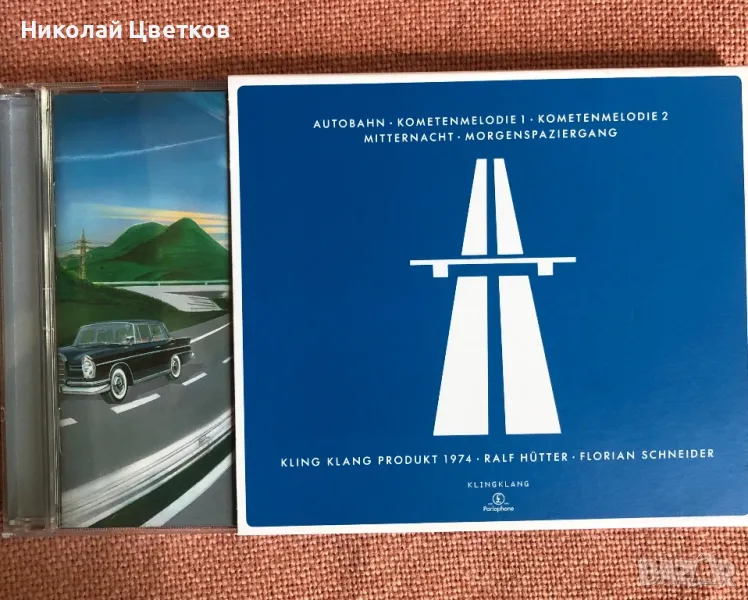 Николай Цветков
AUTOBAHN · KOMETENMELODIE 1 · KOMETENMELODIE 2
MITTERNACHT · MORGENSPAZIERGANG
KLING KLANG PRODUKT 1974 · RALF HÜTTER · FLORIAN SCHNEIDER
KLINGKLANG
Parlophone
BAZAR